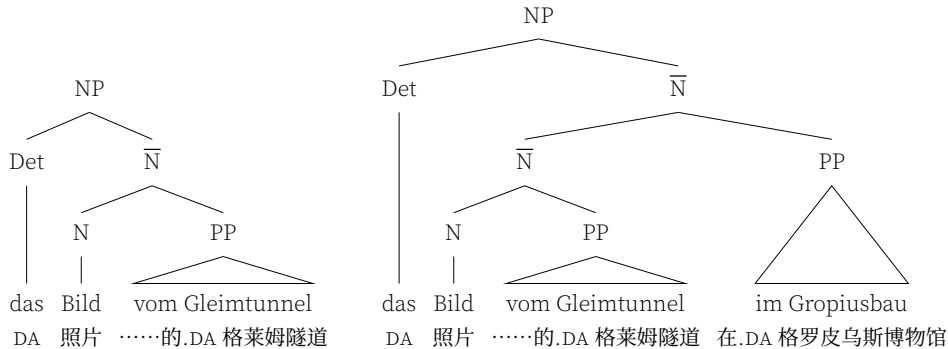 NP
NP
Det
N̅
Det
N̅
N̅
PP
N
PP
N
PP
das Bild vom Gleimtunnel
das Bild vom Gleimtunnel im Gropiusbau
DA 照片 ……的.DA 格莱姆隧道
DA 照片 ……的.DA 格莱姆隧道 在.DA 格罗皮乌斯博物馆